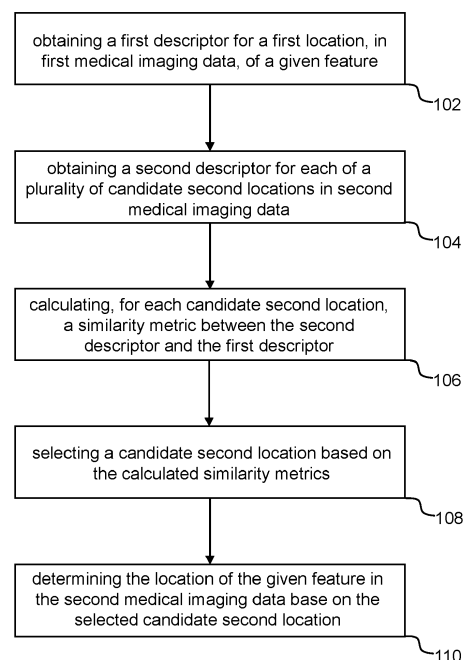 obtaining a first descriptor for a first location, in
first medical imaging data, of a given feature
102
obtaining a second descriptor for each of a
plurality of candidate second locations in second
medical imaging data
104
calculating, for each candidate second location,
a similarity metric between the second
descriptor and the first descriptor
106
selecting a candidate second location based on
the calculated similarity metrics
108
determining the location of the given feature in
the second medical imaging data base on the
selected candidate second location
110